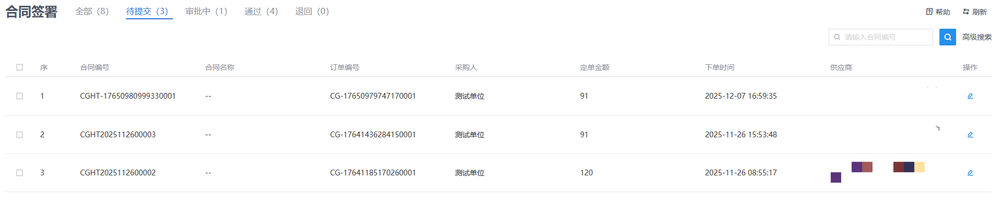 合同签署 全部（8） 待提交（3） 审批中（1） 通过（4） 退回（0） 帮助 刷新
请输入合同编号 高级搜索
序 合同编号 合同名称 订单编号 采购人 定单金额 下单时间 供应商 操作
1 CGHT-17650980999330001 -- CG-17650979747170001 测试单位 91 2025-12-07 16:59:35
2 CGHT2025112600003 -- CG-17641436284150001 测试单位 91 2025-11-26 15:53:48
3 CGHT2025112600002 -- CG-17641185170260001 测试单位 120 2025-11-26 08:55:17